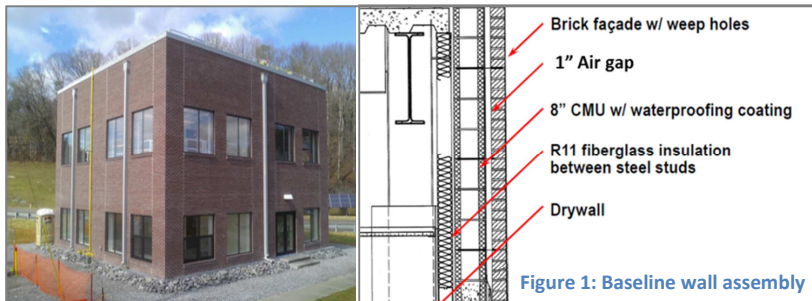 Brick façade w/ weep holes
1” Air gap
8” CMU w/ waterproofing coating
R11 fiberglass insulation
between steel studs
Drywall
Figure 1: Baseline wall assembly